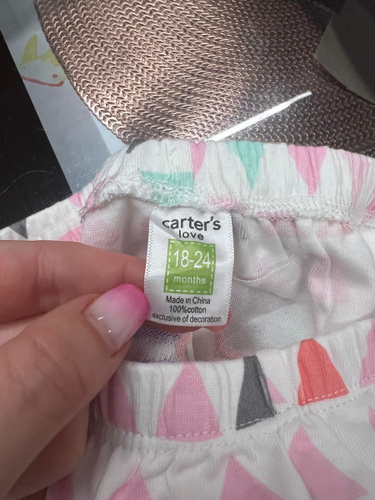 carter's
love
18-24
months
Made in China
100%cotton
exclusive of decoration